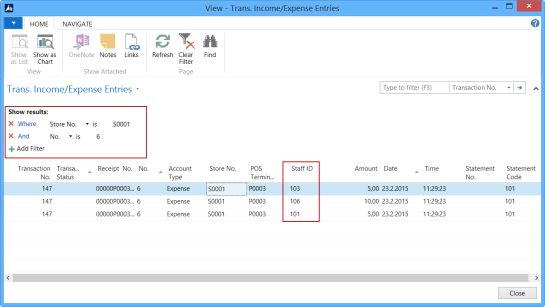 View - Trans. Income/Expense Entries
HOME NAVIGATE
Show as List
Show as Chart
OneNote
Notes
Links
Refresh
Clear Filter
Find
View
Show Attached
Page
Trans. Income/Expense Entries
Type to filter (F3) Transaction No.
Show results:
Where Store No. is S0001
And No. is 6
Add Filter
Transaction No. Transa... Status Receipt No. No. Account Type Store No. POS Termin... Staff ID Amount Date Time Statement No. Statement Code
147 00000P0003... 6 Expense S0001 P0003 103 5,00 23.2.2015 11:29:23 101
147 00000P0003... 6 Expense S0001 P0003 106 10,00 23.2.2015 11:29:23 101
147 00000P0003... 6 Expense S0001 P0003 101 5,00 23.2.2015 11:29:23 101
Close